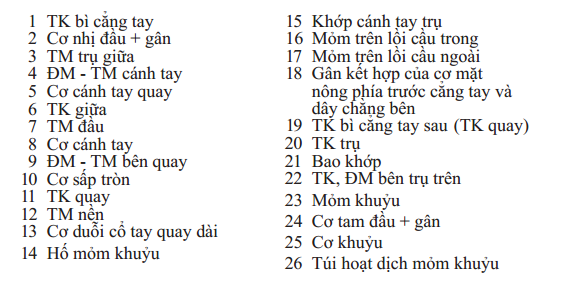 1 TK bì cẳng tay
2 Cơ nhị đầu + gân
3 TM trụ giữa
4 ĐM - TM cánh tay
5 Cơ cánh tay quay
6 TK giữa
7 TM đầu
8 Cơ cánh tay
9 ĐM - TM bên quay
10 Cơ sấp tròn
11 TK quay
12 TM nền
13 Cơ duỗi cổ tay quay dài
14 Hố mỏm khuỷu
15 Khớp cánh tay trụ
16 Mỏm trên lồi cầu trong
17 Mỏm trên lồi cầu ngoài
18 Gân kết hợp của cơ mặt
nông phía trước cẳng tay và
dây chằng bên
19 TK bì cẳng tay sau (TK quay)
20 TK trụ
21 Bao khớp
22 TK, ĐM bên trụ trên
23 Mỏm khuỷu
24 Cơ tam đầu + gân
25 Cơ khuỷu
26 Túi hoạt dịch mỏm khuỷu